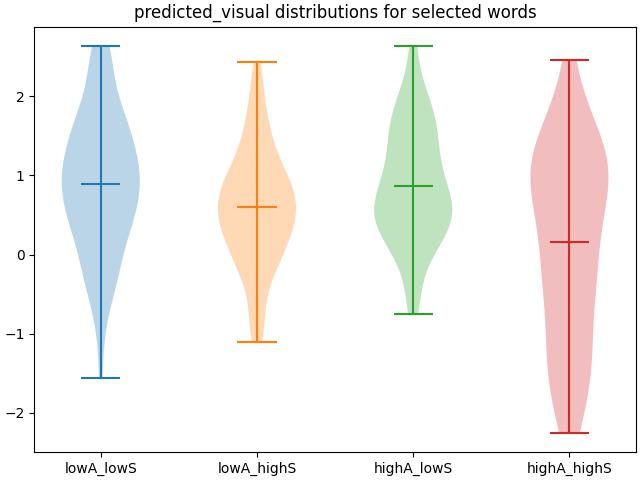 predicted_visual distributions for selected words
2
1
0
−1
−2
lowA_lowS lowA_highS highA_lowS highA_highS